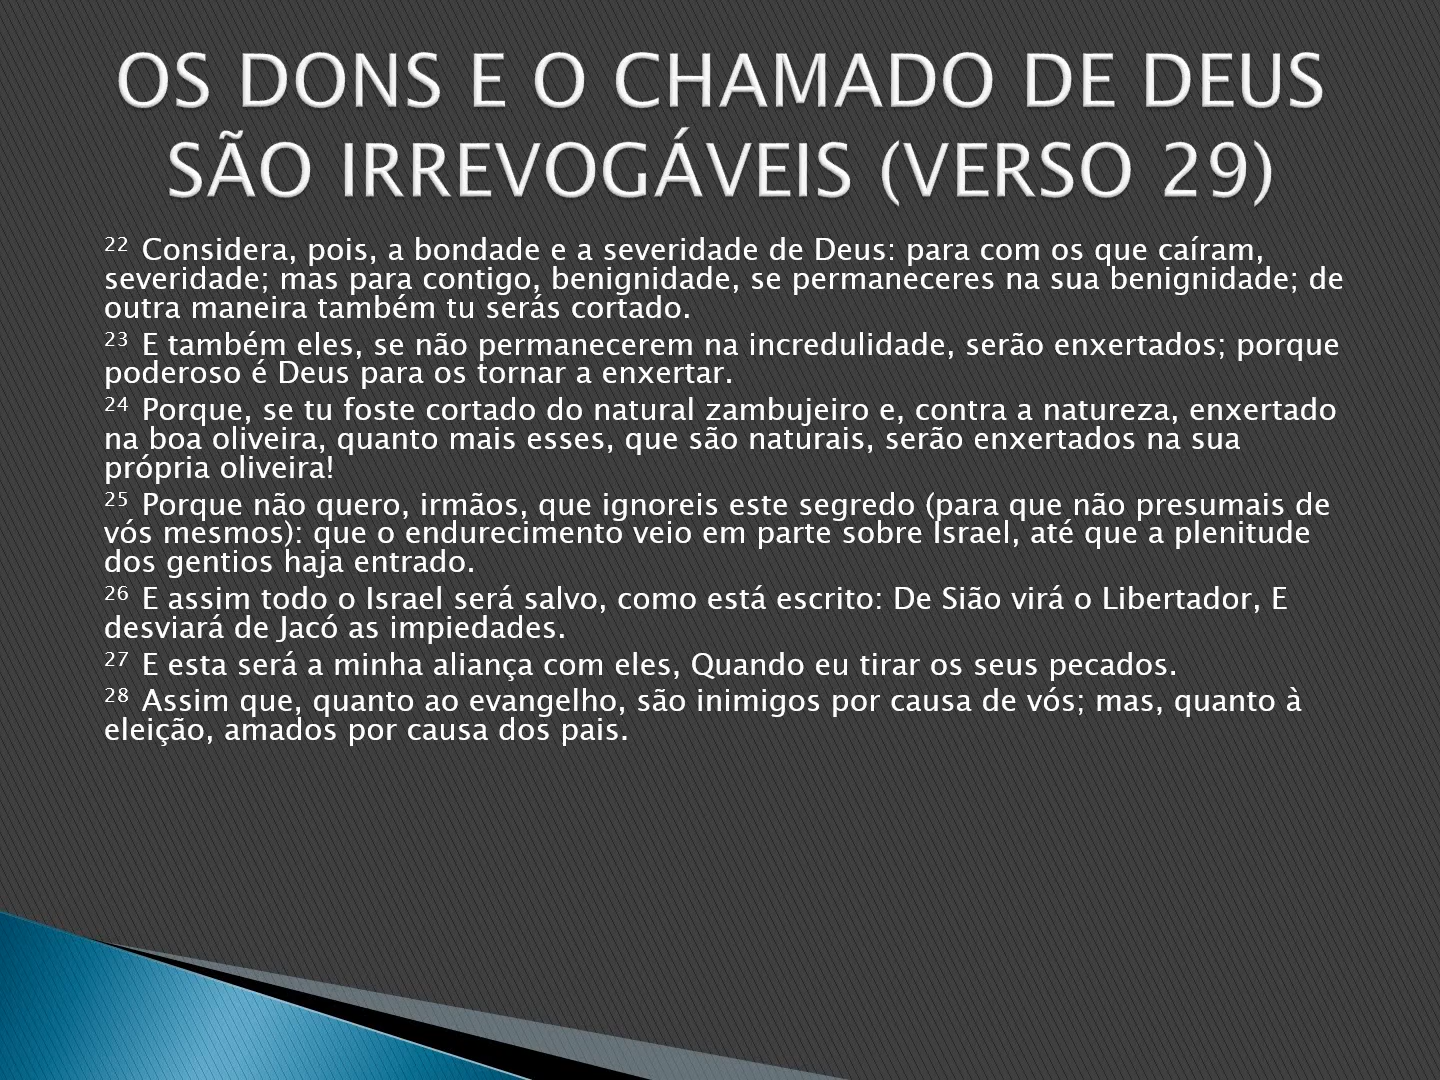 OS DONS E O CHAMADO DE DEUS
SÃO IRREVOGÁVEIS (VERSO 29)
22 Considera, pois, a bondade e a severidade de Deus: para com os que caíram,
severidade; mas para contigo, benignidade, se permaneceres na sua benignidade; de
outra maneira também tu serás cortado.
23 E também eles, se não permanecerem na incredulidade, serão enxertados; porque
poderoso é Deus para os tornar a enxertar.
24 Porque, se tu foste cortado do natural zambujeiro e, contra a natureza, enxertado
na boa oliveira, quanto mais esses, que são naturais, serão enxertados na sua
própria oliveira!
25 Porque não quero, irmãos, que ignoreis este segredo (para que não presumais de
vós mesmos): que o endurecimento veio em parte sobre Israel, até que a plenitude
dos gentios haja entrado.
26 E assim todo o Israel será salvo, como está escrito: De Sião virá o Libertador, E
desviará de Jacó as impiedades.
27 E esta será a minha aliança com eles, Quando eu tirar os seus pecados.
28 Assim que, quanto ao evangelho, são inimigos por causa de vós; mas, quanto à
eleição, amados por causa dos pais.